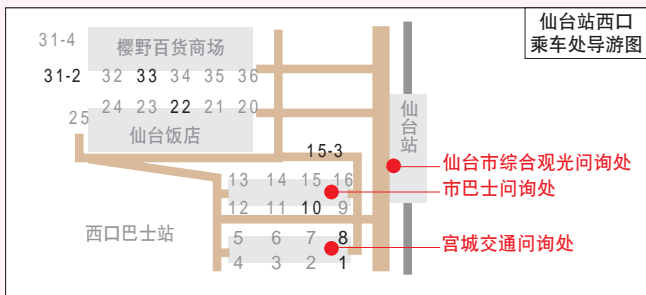 仙台站西口
乘车处导游图
31-4
樱野百货商场
31-2 32 33 34 35 36
24 23 22 21 20
25
仙台饭店
仙台站
15-3
仙台市综合观光问询处
13 14 15 16
市巴士问询处
12 11 10 9
西口巴士站
5 6 7 8
宫城交通问询处
4 3 2 1